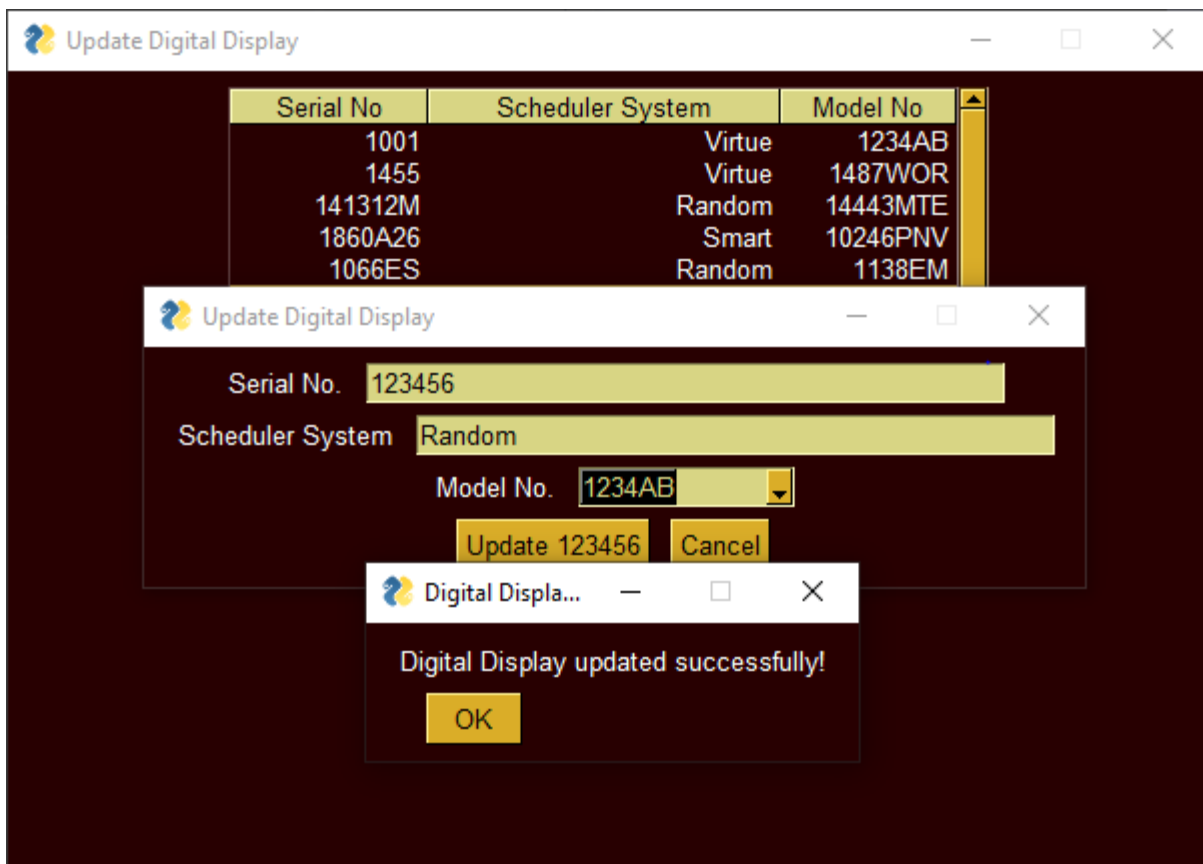 Update Digital Display
Serial No Scheduler System Model No
1001 Virtue 1234AB
1455 Virtue 1487WOR
141312M Random 14443MTE
1860A26 Smart 10246PNV
1066ES Random 1138EM
Update Digital Display
Serial No. 123456
Scheduler System Random
Model No. 1234AB
Update 123456 Cancel
Digital Displa...
Digital Display updated successfully!
OK